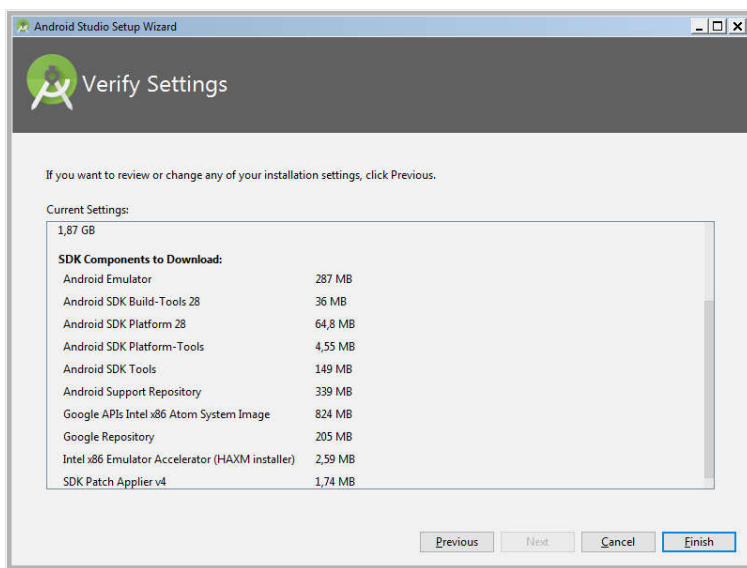 Android Studio Setup Wizard
Verify Settings
If you want to review or change any of your installation settings, click Previous.
Current Settings:
1,87 GB
SDK Components to Download:
Android Emulator 287 MB
Android SDK Build-Tools 28 36 MB
Android SDK Platform 28 64,8 MB
Android SDK Platform-Tools 4,55 MB
Android SDK Tools 149 MB
Android Support Repository 339 MB
Google APIs Intel x86 Atom System Image 824 MB
Google Repository 205 MB
Intel x86 Emulator Accelerator (HAXM installer) 2,59 MB
SDK Patch Applier v4 1,74 MB
Previous Next Cancel Finish